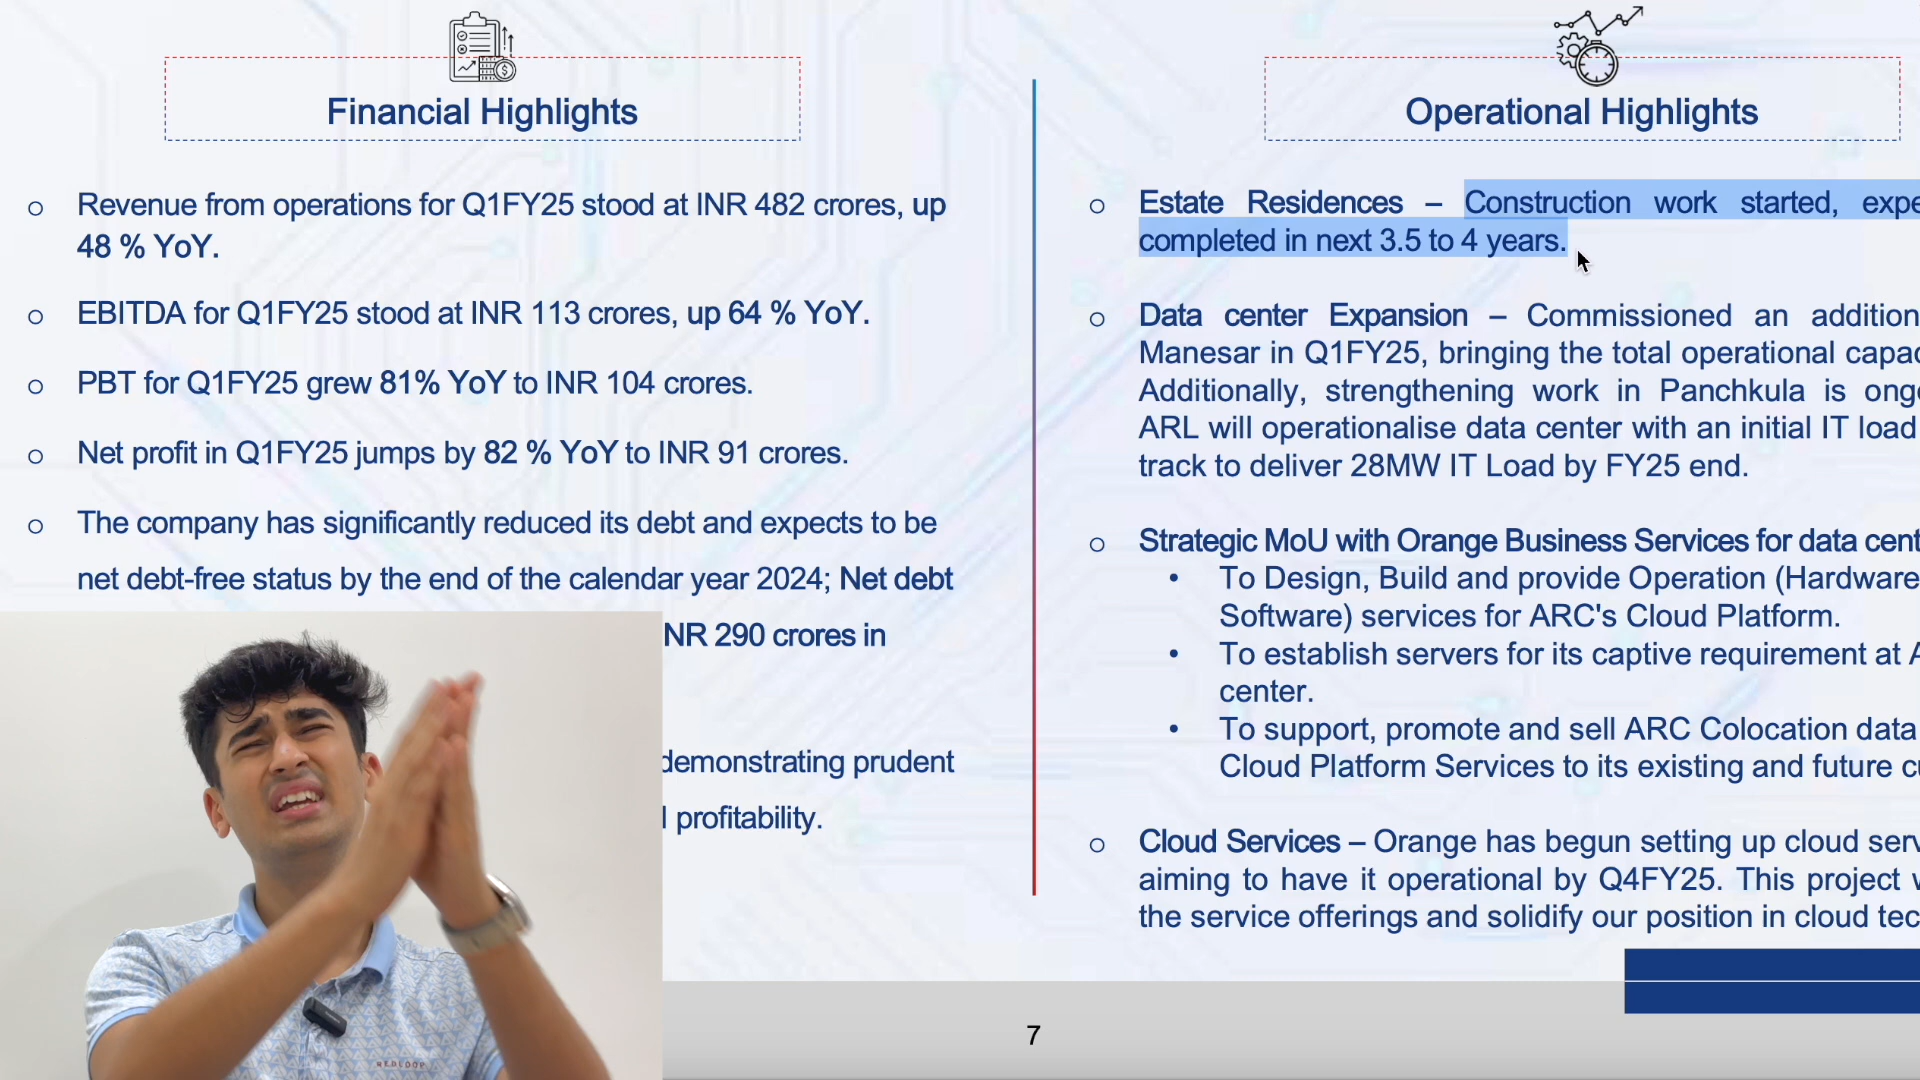 Financial Highlights
Revenue from operations for Q1FY25 stood at INR 482 crores, up
48 % YoY.
EBITDA for Q1FY25 stood at INR 113 crores, up 64 % YoY.
PBT for Q1FY25 grew 81% YoY to INR 104 crores.
Net profit in Q1FY25 jumps by 82 % YoY to INR 91 crores.
The company has significantly reduced its debt and expects to be
net debt-free status by the end of the calendar year 2024; Net debt
NR 290 crores in
demonstrating prudent
profitability.
Operational Highlights
Estate Residences – Construction work started, expe
completed in next 3.5 to 4 years.
Data center Expansion – Commissioned an addition
Manesar in Q1FY25, bringing the total operational capac
Additionally, strengthening work in Panchkula is ongo
ARL will operationalise data center with an initial IT load
track to deliver 28MW IT Load by FY25 end.
Strategic MoU with Orange Business Services for data cent
• To Design, Build and provide Operation (Hardware
Software) services for ARC's Cloud Platform.
• To establish servers for its captive requirement at A
center.
• To support, promote and sell ARC Colocation data
Cloud Platform Services to its existing and future cu
Cloud Services – Orange has begun setting up cloud serv
aiming to have it operational by Q4FY25. This project w
the service offerings and solidify our position in cloud tec
7